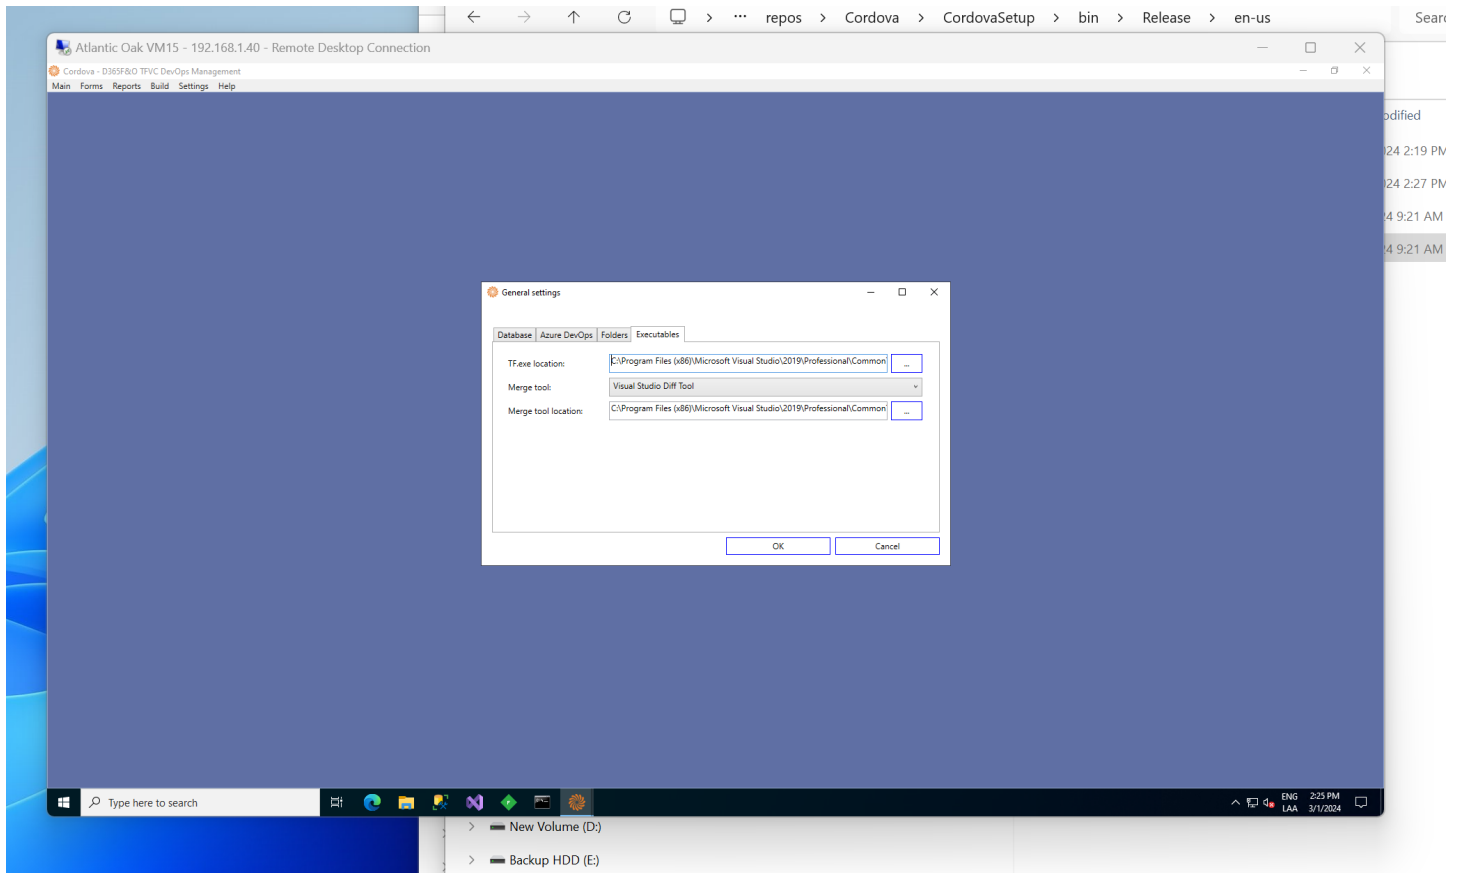 ··· repos > Cordova > CordovaSetup > bin > Release > en-us
Atlantic Oak VM15 - 192.168.1.40 - Remote Desktop Connection
Cordova - D365F&O TFVC DevOps Management
Main Forms Reports Build Settings Help
24 2:19 PM
24 2:27 PM
4 9:21 AM
4 9:21 AM
General settings
Database Azure DevOps Folders Executables
TF.exe location: C:\Program Files (x86)\Microsoft Visual Studio\2019\Professional\Common ...
Merge tool: Visual Studio Diff Tool
Merge tool location: C:\Program Files (x86)\Microsoft Visual Studio\2019\Professional\Common ...
OK Cancel
Type here to search
ENG 2:25 PM
LAA 3/1/2024
New Volume (D:)
Backup HDD (E:)